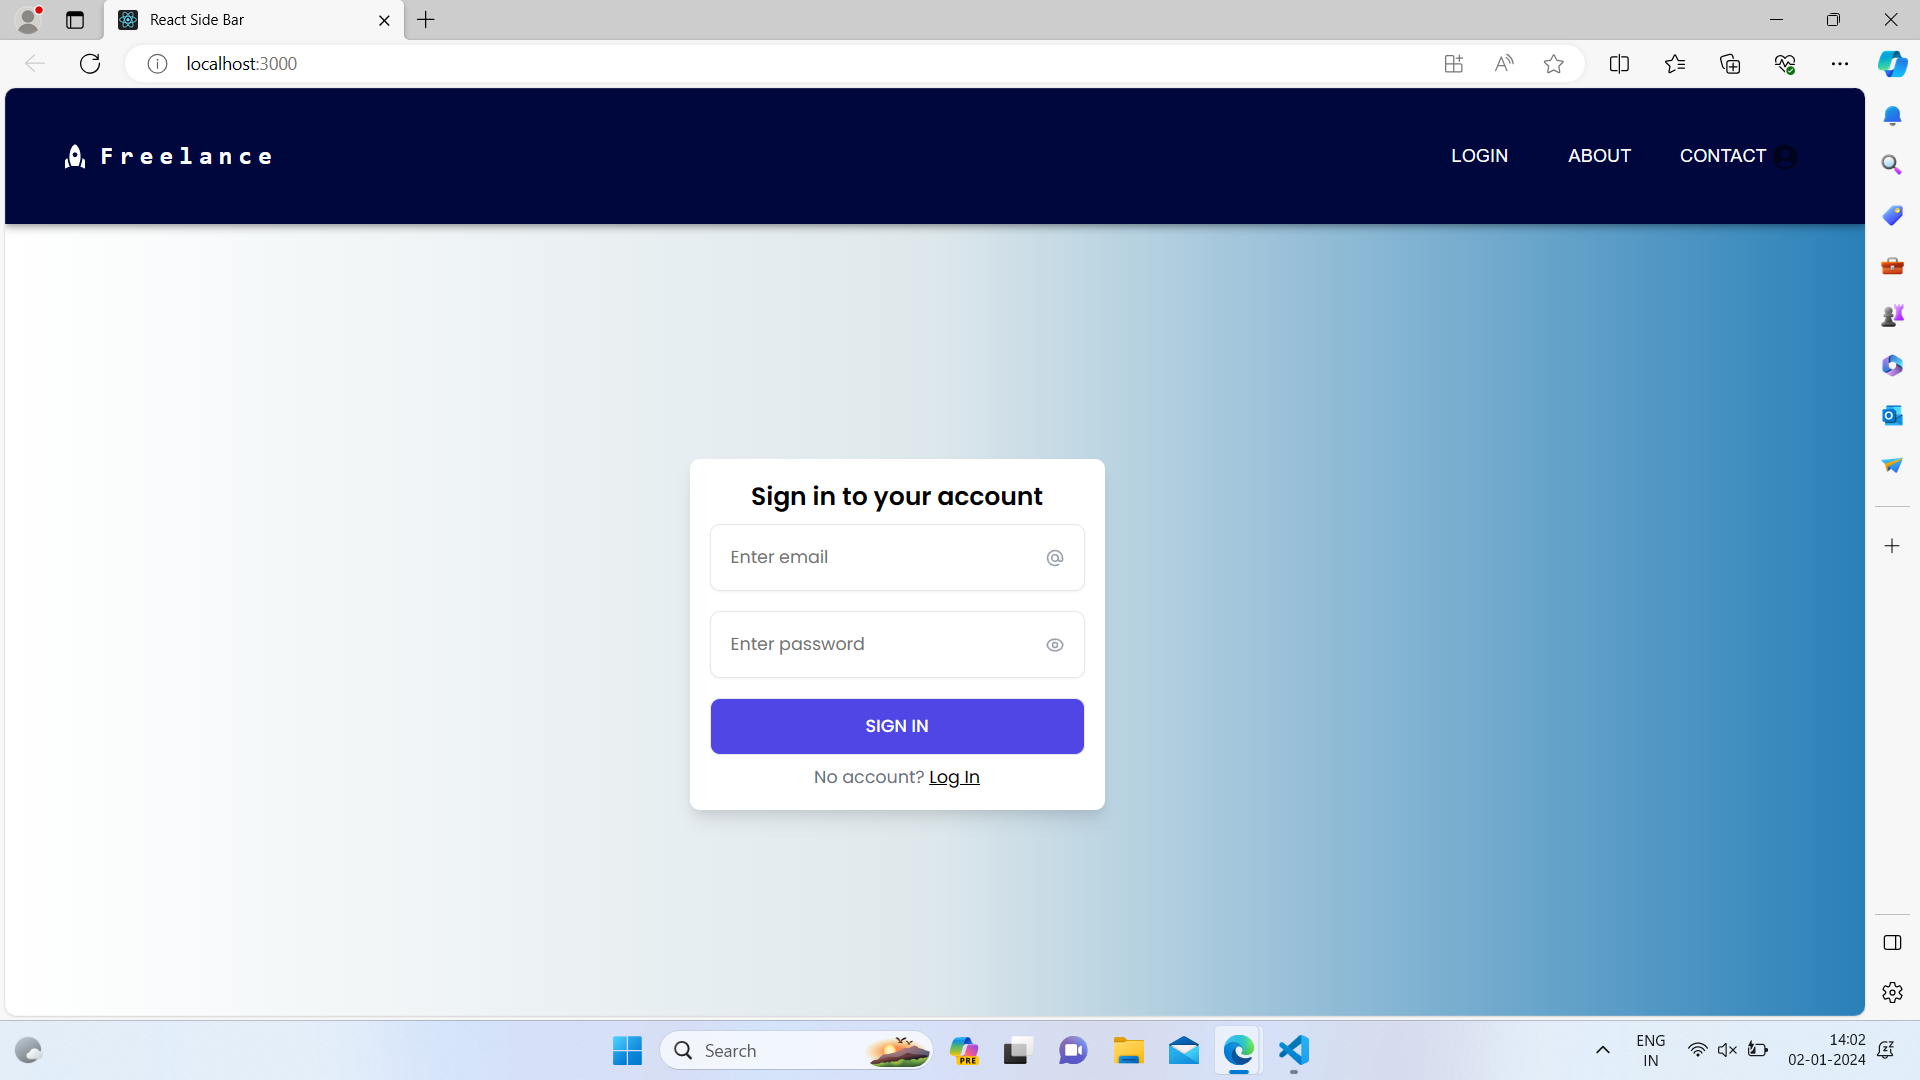 React Side Bar
localhost:3000
Freelance
LOGIN
ABOUT
CONTACT
Sign in to your account
Enter email
Enter password
SIGN IN
No account? Log In
Search
PRE
ENG
IN
14:02
02-01-2024